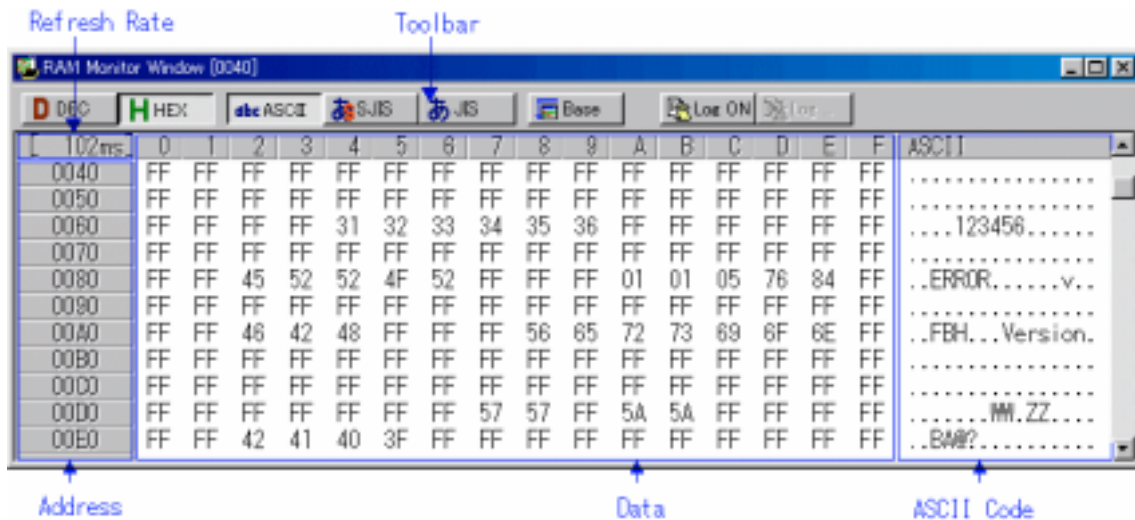 Refresh Rate Toolbar
RAM Monitor Window [0040]
D DEC H HEX abc ASCII あ SJIS あ JIS Base Log ON Log...
[ 102ms] 0 1 2 3 4 5 6 7 8 9 A B C D E F ASCII
0040 FF FF FF FF FF FF FF FF FF FF FF FF FF FF FF FF ................
0050 FF FF FF FF FF FF FF FF FF FF FF FF FF FF FF FF ................
0060 FF FF FF FF 31 32 33 34 35 36 FF FF FF FF FF FF ....123456......
0070 FF FF FF FF FF FF FF FF FF FF FF FF FF FF FF FF ................
0080 FF FF 45 52 52 4F 52 FF FF FF 01 01 05 76 84 FF ..ERROR......v..
0090 FF FF FF FF FF FF FF FF FF FF FF FF FF FF FF FF ................
00A0 FF FF 46 42 48 FF FF FF 56 65 72 73 69 6F 6E FF ..FBH...Version.
00B0 FF FF FF FF FF FF FF FF FF FF FF FF FF FF FF FF ................
00C0 FF FF FF FF FF FF FF FF FF FF FF FF FF FF FF FF ................
00D0 FF FF FF FF FF FF FF 57 57 FF 5A 5A FF FF FF FF .......WW.ZZ....
00E0 FF FF 42 41 40 3F FF FF FF FF FF FF FF FF FF FF ..BA@?..........
Address Data ASCII Code